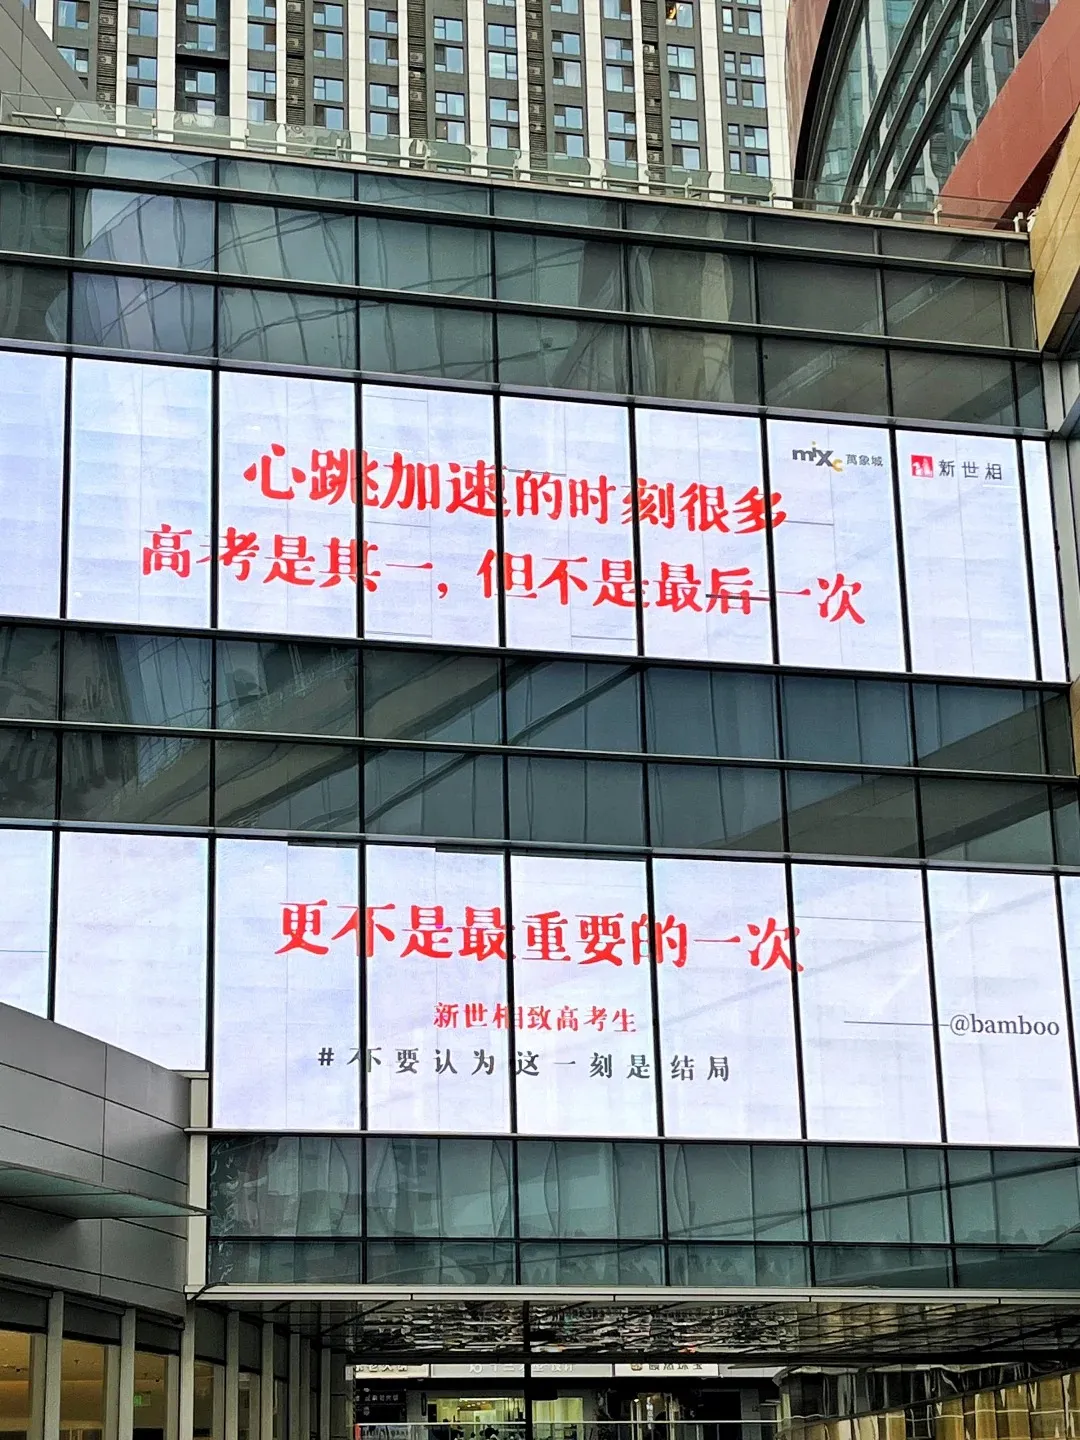 mixc 萬象城
新世相
心跳加速的时刻很多
高考是其一，但不是最后一次
更不是最重要的一次
新世相致高考生
#不要认为这一刻是结局
@bamboo